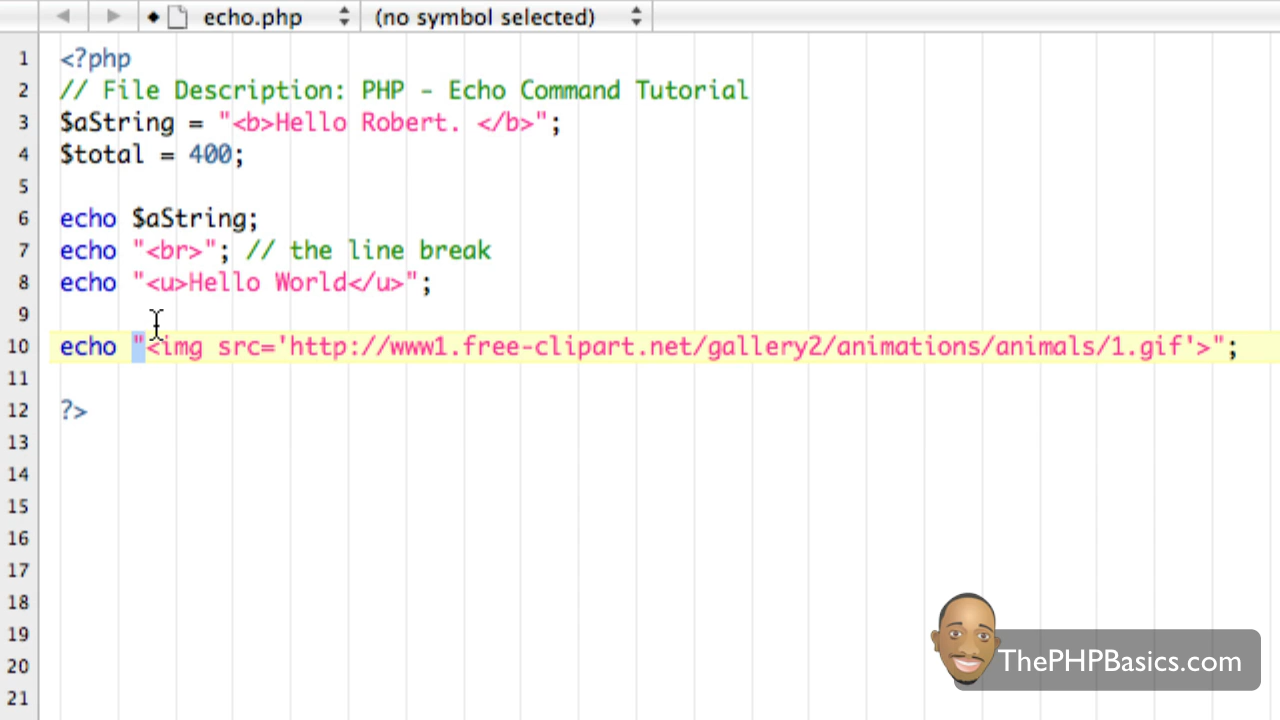 echo.php (no symbol selected)
1 <?php
2 // File Description: PHP - Echo Command Tutorial
3 $aString = "<b>Hello Robert. </b>";
4 $total = 400;
5
6 echo $aString;
7 echo "<br>"; // the line break
8 echo "<u>Hello World</u>";
9
10 echo "<img src='http://www1.free-clipart.net/gallery2/animations/animals/1.gif'>";
11
12 ?>
13
14
15
16
17
18
19
20
21
ThePHPBasics.com